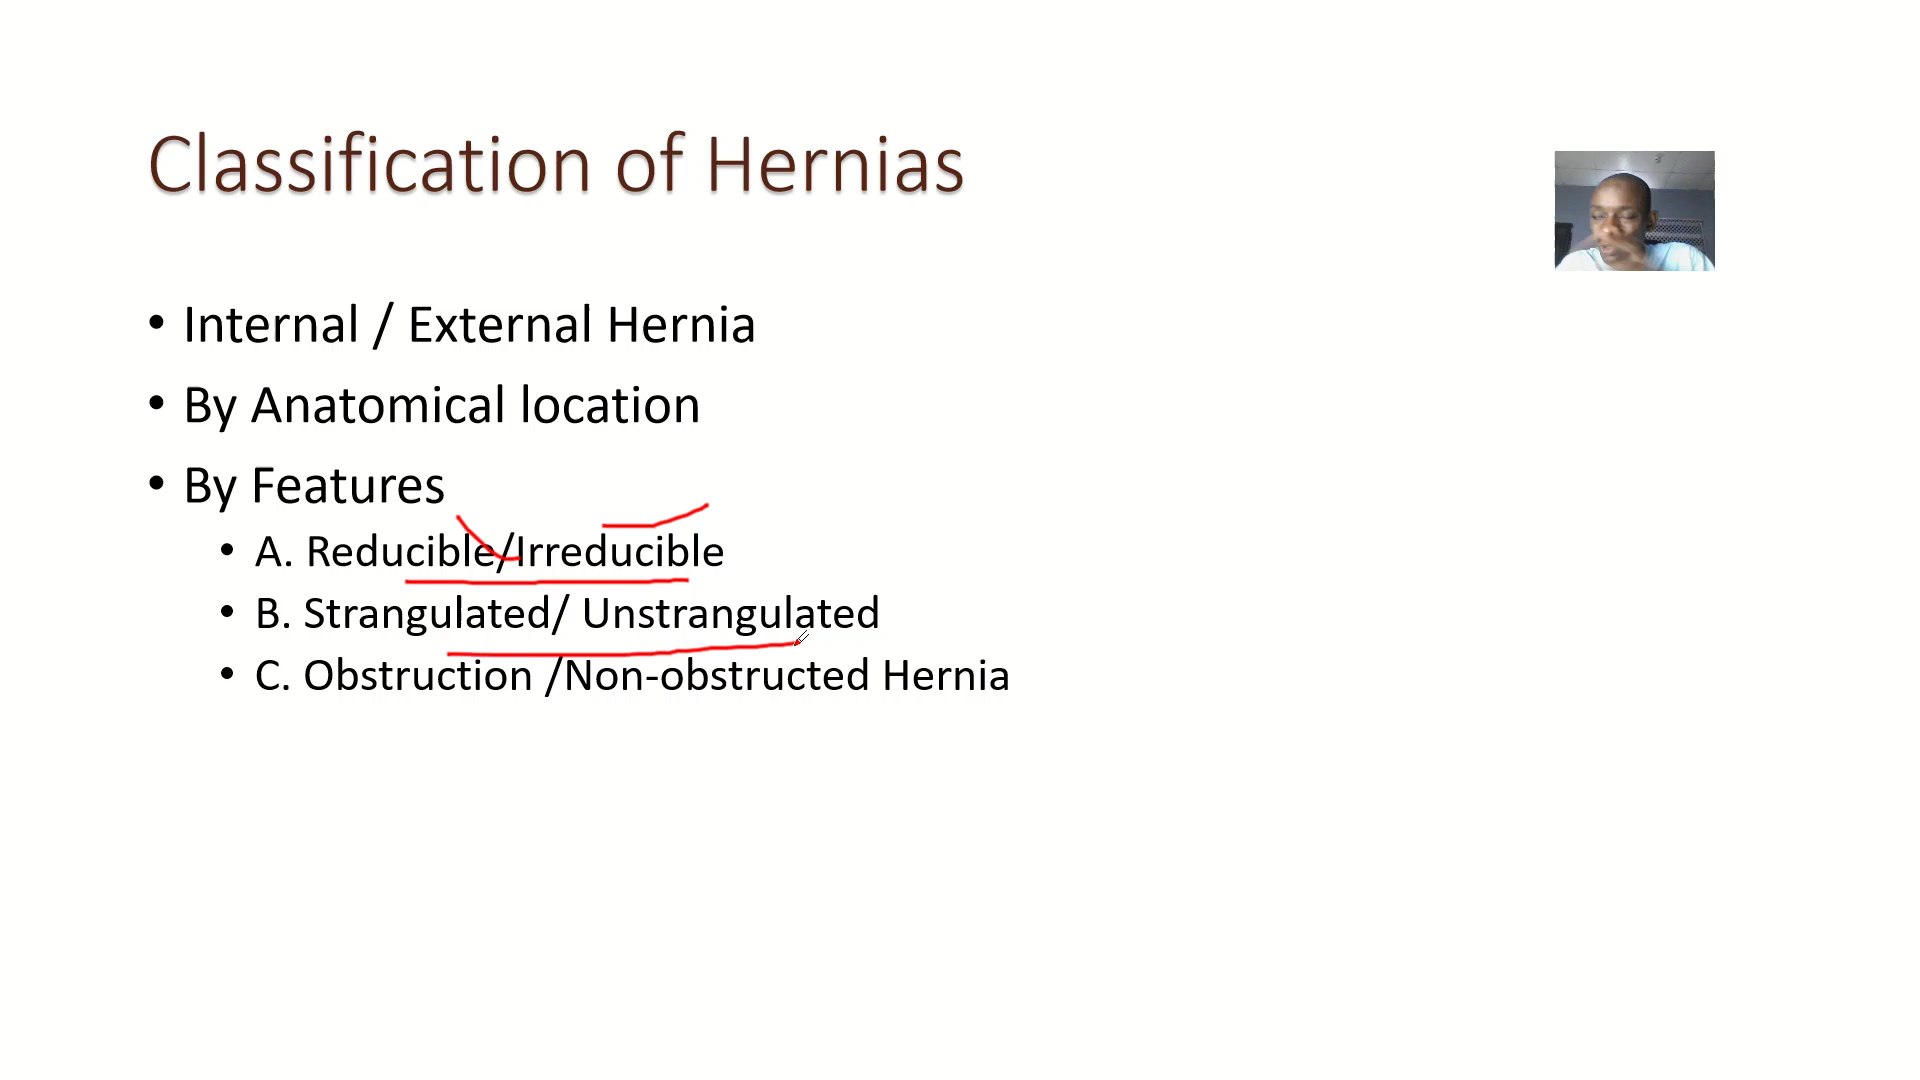 Classification of Hernias
• Internal / External Hernia
• By Anatomical location
• By Features
• A. Reducible/Irreducible
• B. Strangulated/ Unstrangulated
• C. Obstruction /Non-obstructed Hernia